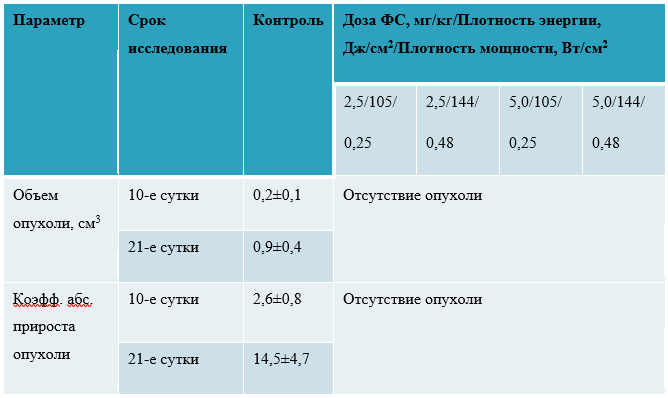 Параметр
Срок
исследования
Контроль
Доза ФС, мг/кг/Плотность энергии,
Дж/см²/Плотность мощности, Вт/см²
2,5/105/
0,25
2,5/144/
0,48
5,0/105/
0,25
5,0/144/
0,48
Объем
опухоли, см³
10-е сутки
0,2±0,1
Отсутствие опухоли
21-е сутки
0,9±0,4
Коэфф. абс.
прироста
опухоли
10-е сутки
2,6±0,8
Отсутствие опухоли
21-е сутки
14,5±4,7